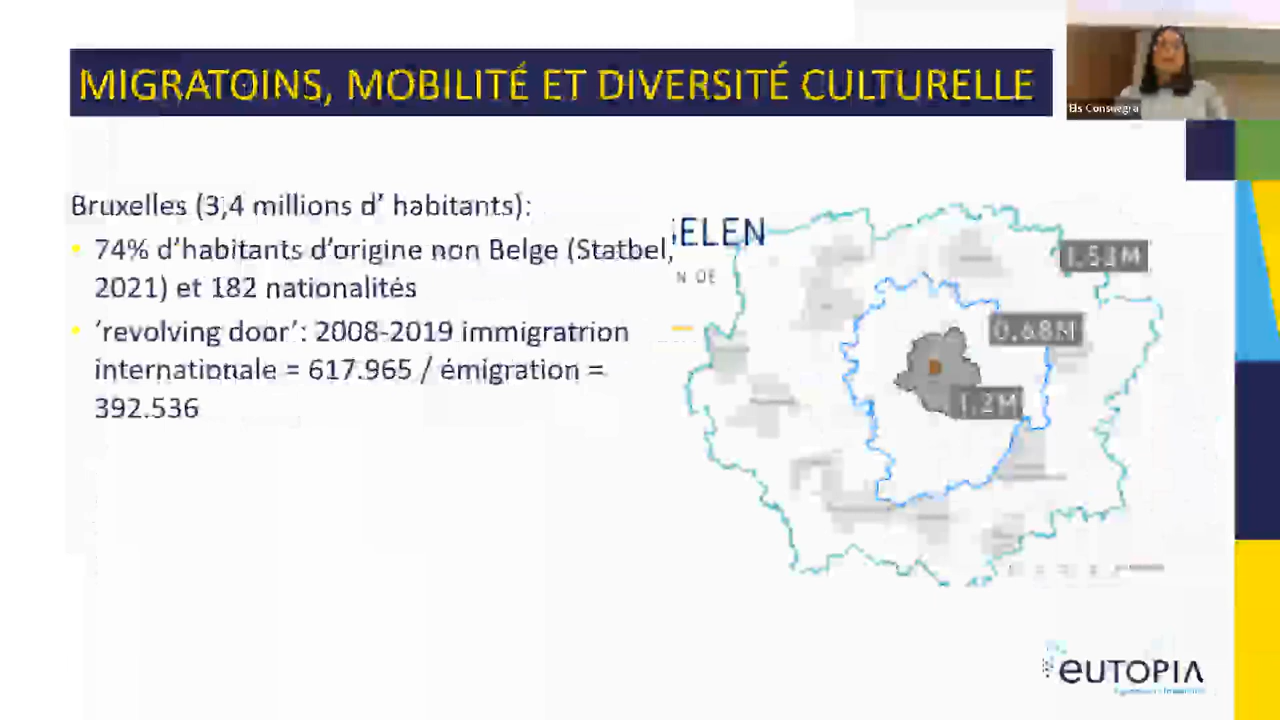 MIGRATOINS, MOBILITÉ ET DIVERSITÉ CULTURELLE
Els Consuegra
Bruxelles (3,4 millions d’ habitants):
74% d’habitants d’origine non Belge (Statbel,
2021) et 182 nationalités
‘revolving door’: 2008-2019 immigratrion
internationale = 617.965 / émigration =
392.536
ELEN
N DE
1.53M
0.68M
1.2M
EUTOPIA